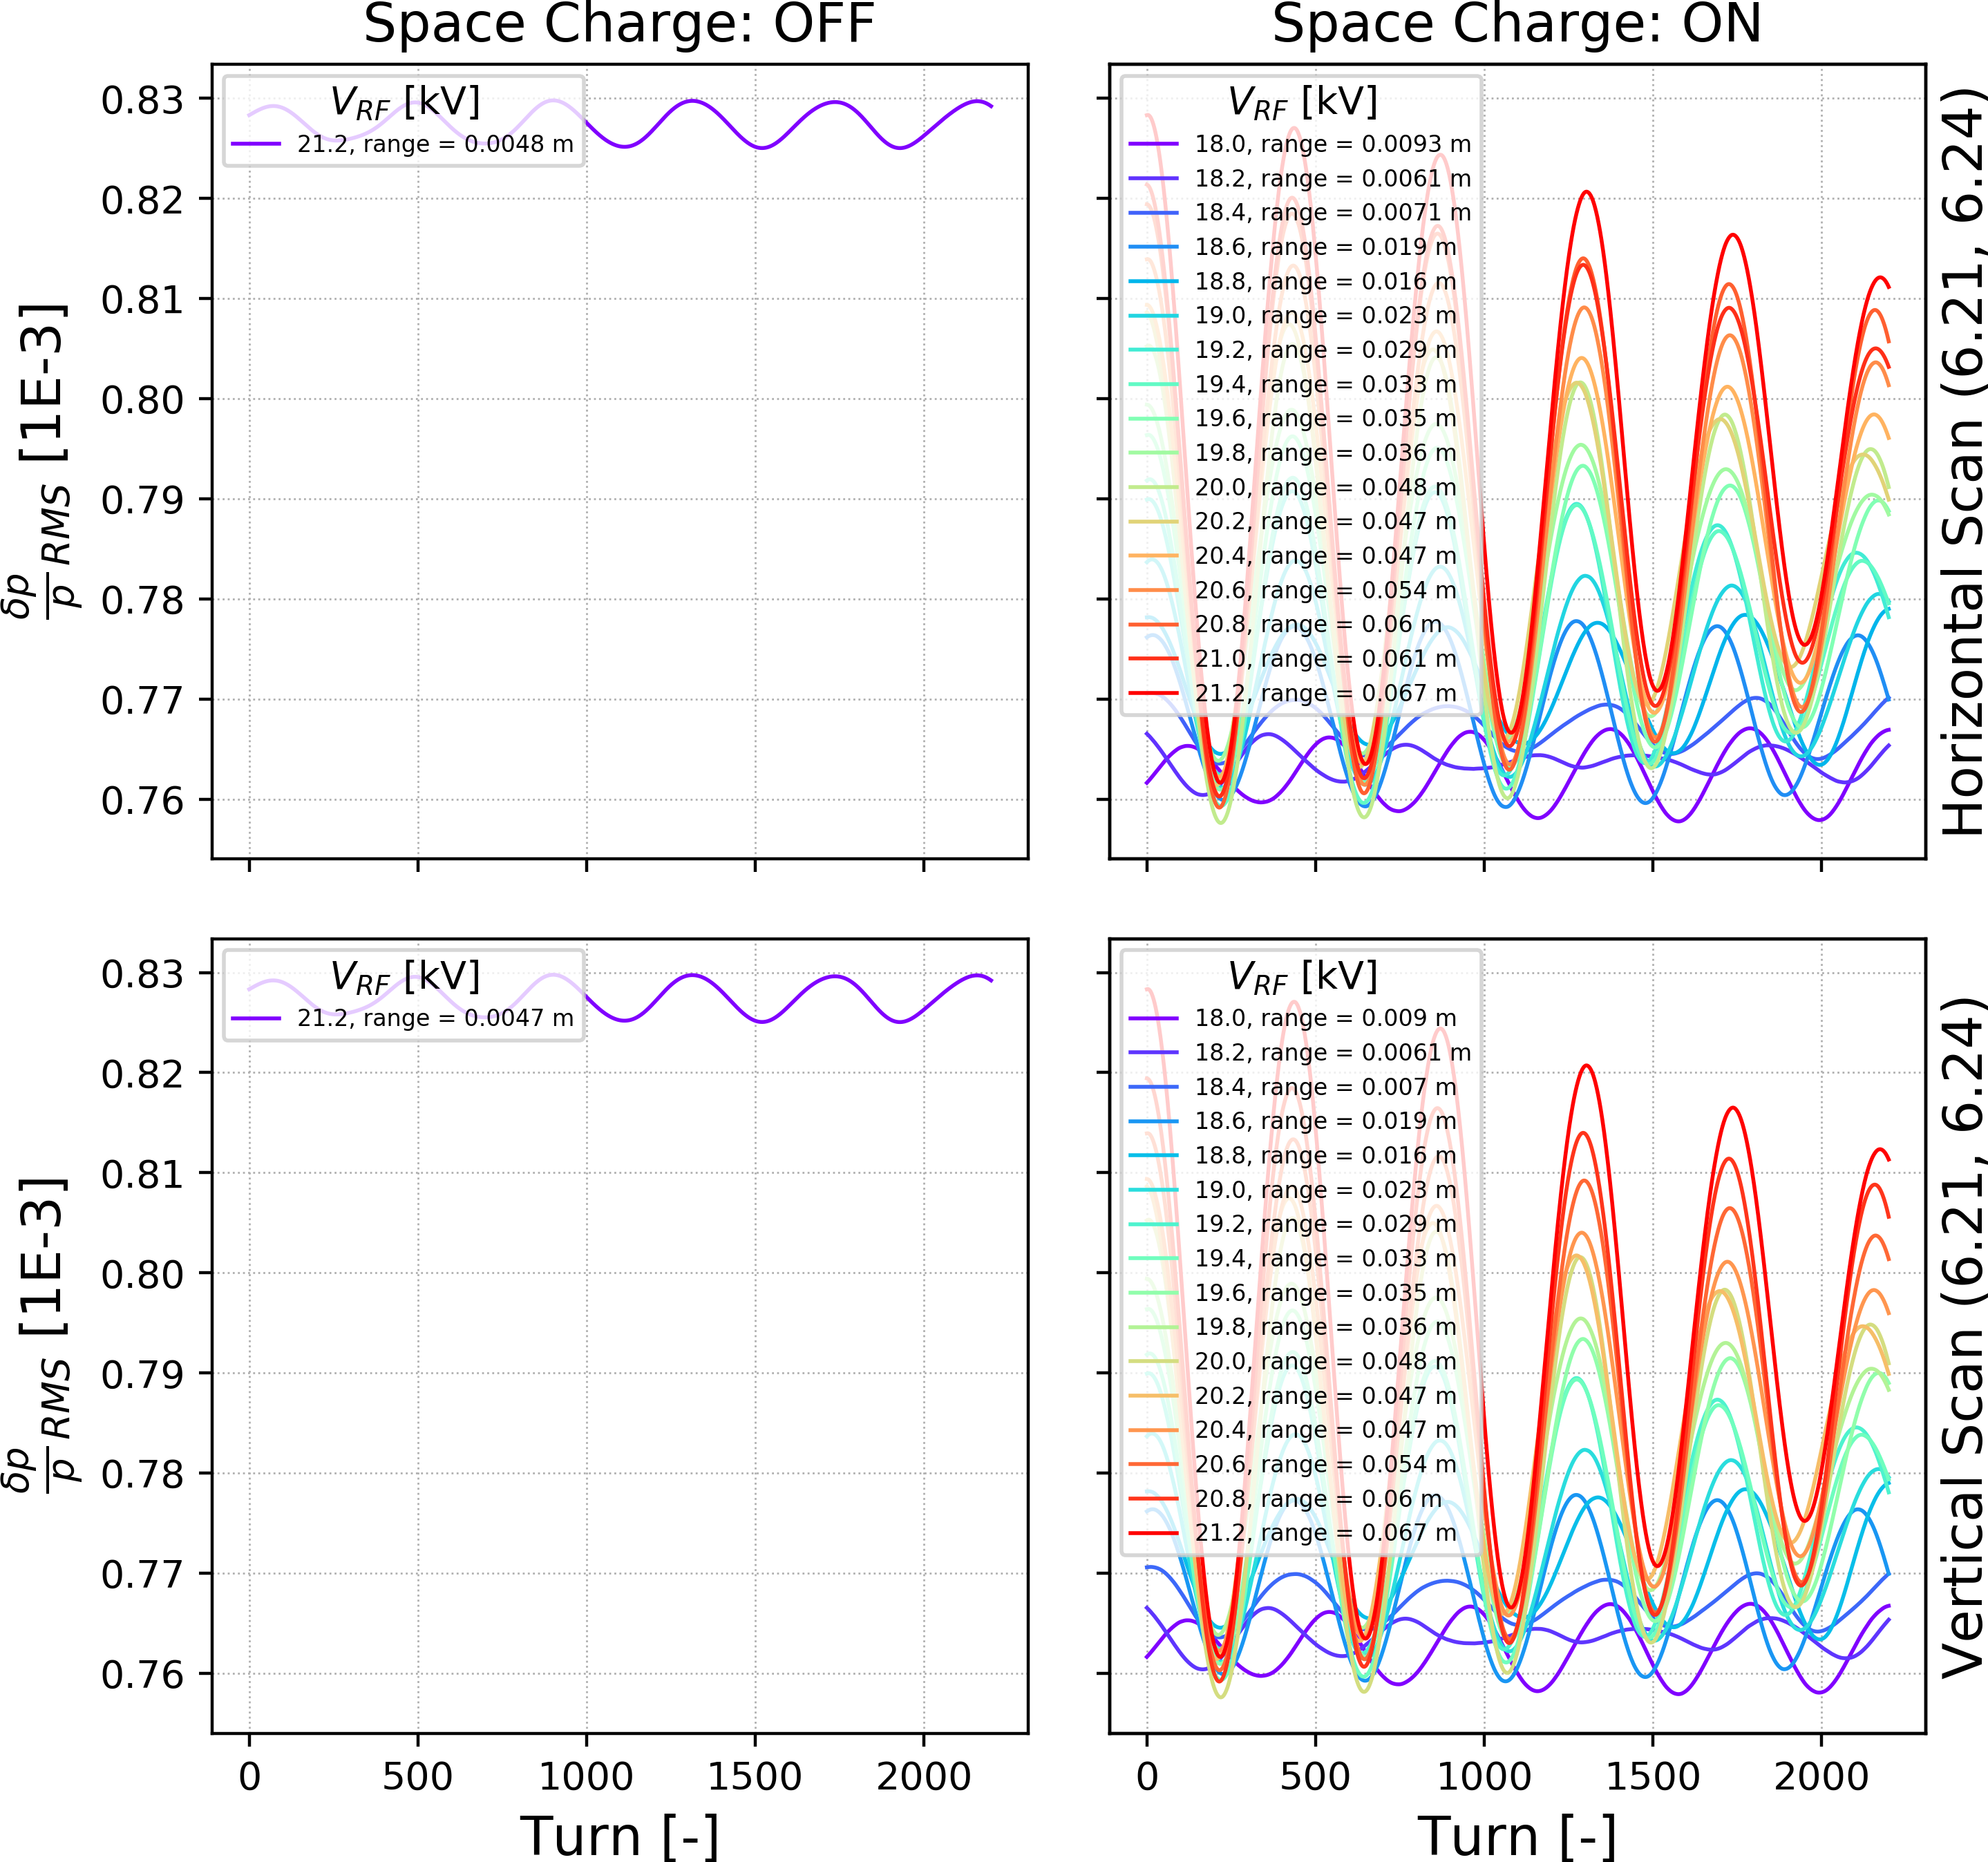 Space Charge: OFF
Space Charge: ON
0.83
0.82
0.81
0.80
0.79
0.78
0.77
0.76
δp/p RMS [1E-3]
V_RF [kV]
21.2, range = 0.0048 m
V_RF [kV]
18.0, range = 0.0093 m
18.2, range = 0.0061 m
18.4, range = 0.0071 m
18.6, range = 0.019 m
18.8, range = 0.016 m
19.0, range = 0.023 m
19.2, range = 0.029 m
19.4, range = 0.033 m
19.6, range = 0.035 m
19.8, range = 0.036 m
20.0, range = 0.048 m
20.2, range = 0.047 m
20.4, range = 0.047 m
20.6, range = 0.054 m
20.8, range = 0.06 m
21.0, range = 0.061 m
21.2, range = 0.067 m
Horizontal Scan (6.21, 6.24)
0.83
0.82
0.81
0.80
0.79
0.78
0.77
0.76
δp/p RMS [1E-3]
V_RF [kV]
21.2, range = 0.0047 m
V_RF [kV]
18.0, range = 0.009 m
18.2, range = 0.0061 m
18.4, range = 0.007 m
18.6, range = 0.019 m
18.8, range = 0.016 m
19.0, range = 0.023 m
19.2, range = 0.029 m
19.4, range = 0.033 m
19.6, range = 0.035 m
19.8, range = 0.036 m
20.0, range = 0.048 m
20.2, range = 0.047 m
20.4, range = 0.047 m
20.6, range = 0.054 m
20.8, range = 0.06 m
21.2, range = 0.067 m
Vertical Scan (6.21, 6.24)
0 500 1000 1500 2000
0 500 1000 1500 2000
Turn [-]
Turn [-]